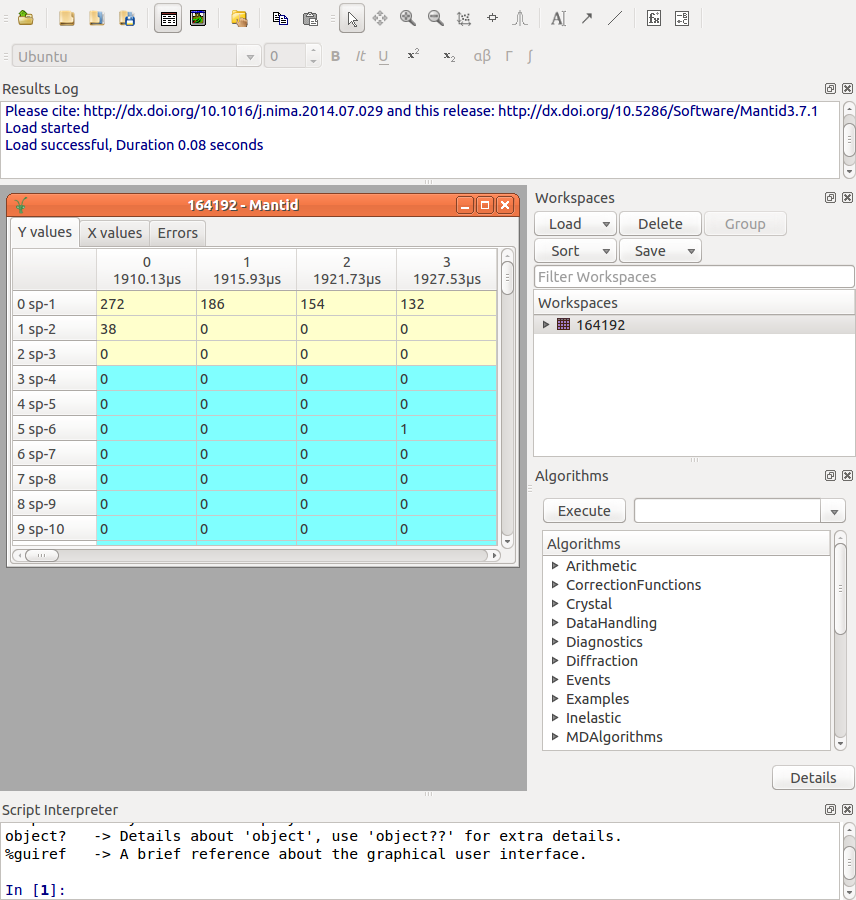 Ubuntu
0
B It U x² x₂ αβ Γ ∫
Results Log
Please cite: http://dx.doi.org/10.1016/j.nima.2014.07.029 and this release: http://dx.doi.org/10.5286/Software/Mantid3.7.1
Load started
Load successful, Duration 0.08 seconds
164192 - Mantid
Y values X values Errors
0 1 2 3
1910.13µs 1915.93µs 1921.73µs 1927.53µs
0 sp-1 272 186 154 132
1 sp-2 38 0 0 0
2 sp-3 0 0 0 0
3 sp-4 0 0 0 0
4 sp-5 0 0 0 0
5 sp-6 0 0 0 1
6 sp-7 0 0 0 0
7 sp-8 0 0 0 0
8 sp-9 0 0 0 0
9 sp-10 0 0 0 0
Workspaces
Load Delete Group
Sort Save
Filter Workspaces
Workspaces
164192
Algorithms
Execute
Algorithms
Arithmetic
CorrectionFunctions
Crystal
DataHandling
Diagnostics
Diffraction
Events
Examples
Inelastic
MDAlgorithms
Details
Script Interpreter
object? -> Details about 'object', use 'object??' for extra details.
%guiref -> A brief reference about the graphical user interface.
In [1]: